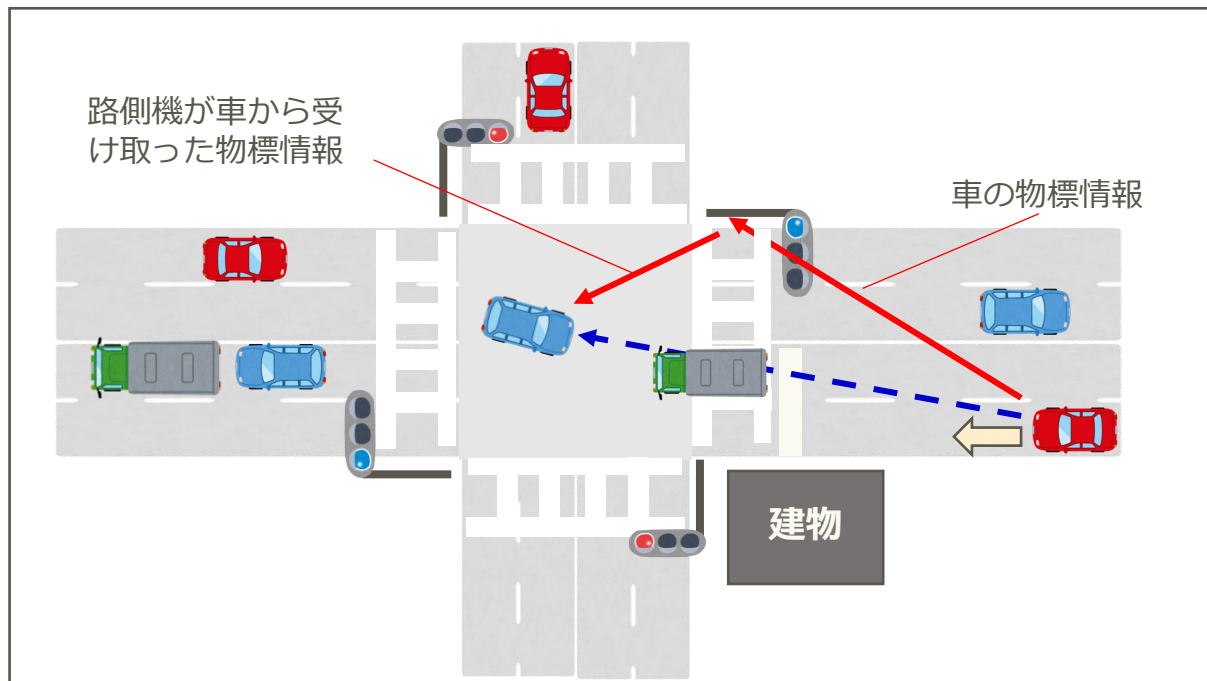 路側機が車から受
け取った物標情報
車の物標情報
建物